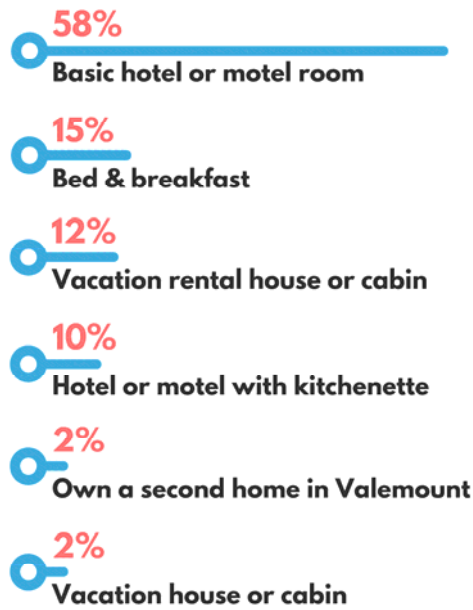 58%
Basic hotel or motel room
15%
Bed & breakfast
12%
Vacation rental house or cabin
10%
Hotel or motel with kitchenette
2%
Own a second home in Valemount
2%
Vacation house or cabin